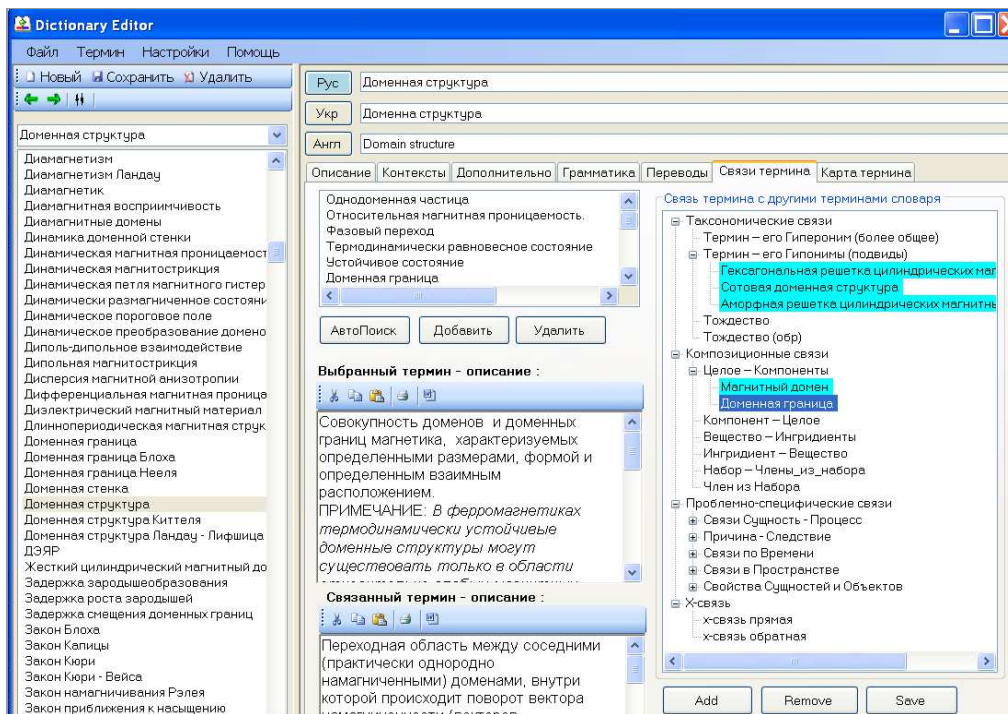 Dictionary Editor
Файл Термин Настройки Помощь
Новый Сохранить Удалить
Доменная структура
Диамагнетизм
Диамагнетизм Ландау
Диамагнетик
Диамагнитная восприимчивость
Диамагнитные домены
Динамика доменной стенки
Динамическая магнитная проницаемост
Динамическая магнитострикция
Динамическая петля магнитного гистер
Динамически размагниченное состояни
Динамическое пороговое поле
Динамическое преобразование домено
Диполь-дипольное взаимодействие
Дипольная магнитострикция
Дисперсия магнитной анизотропии
Дифференциальная магнитная проница
Диэлектрический магнитный материал
Длиннопериодическая магнитная струк
Доменная граница
Доменная граница Блоха
Доменная граница Нееля
Доменная стенка
Доменная структура
Доменная структура Киттеля
Доменная структура Ландау - Лифшица
ДЭЯР
Жесткий цилиндрический магнитный до
Задержка зародышеобразования
Задержка роста зародышей
Задержка смещения доменных границ
Закон Блоха
Закон Капицы
Закон Кюри
Закон Кюри - Вейса
Закон намагничивания Рэлея
Закон приближения к насыщению
Рус Доменная структура
Укр Доменна структура
Англ Domain structure
Описание Контексты Дополнительно Грамматика Переводы Связи термина Карта термина
Однодоменная частица
Относительная магнитная проницаемость.
Фазовый переход
Термодинамически равновесное состояние
Устойчивое состояние
Доменная граница
АвтоПоиск Добавить Удалить
Выбранный термин - описание :
Совокупность доменов и доменных
границ магнетика, характеризуемых
определенными размерами, формой и
определенным взаимным
расположением.
ПРИМЕЧАНИЕ: В ферромагнетиках
термодинамически устойчивые
доменные структуры могут
существовать только в области
Связанный термин - описание :
Переходная область между соседними
(практически однородно
намагниченными) доменами, внутри
которой происходит поворот вектора
Связь термина с другими терминами словаря
Таксономические связи
Термин – его Гипероним (более общее)
Термин – его Гипонимы (подвиды)
Гексагональная решетка цилиндрических маг
Сотовая доменная структура
Аморфная решетка цилиндрических магнитнь
Тождество
Тождество (обр)
Композиционные связи
Целое – Компоненты
Магнитный домен
Доменная граница
Компонент – Целое
Вещество – Ингридиенты
Ингридиент – Вещество
Набор – Члены_из_набора
Член из Набора
Проблемно-специфические связи
Связи Сущность - Процесс
Причина - Следствие
Связи по Времени
Связи в Пространстве
Свойства Сущностей и Объектов
X-связь
х-связь прямая
х-связь обратная
Add Remove Save